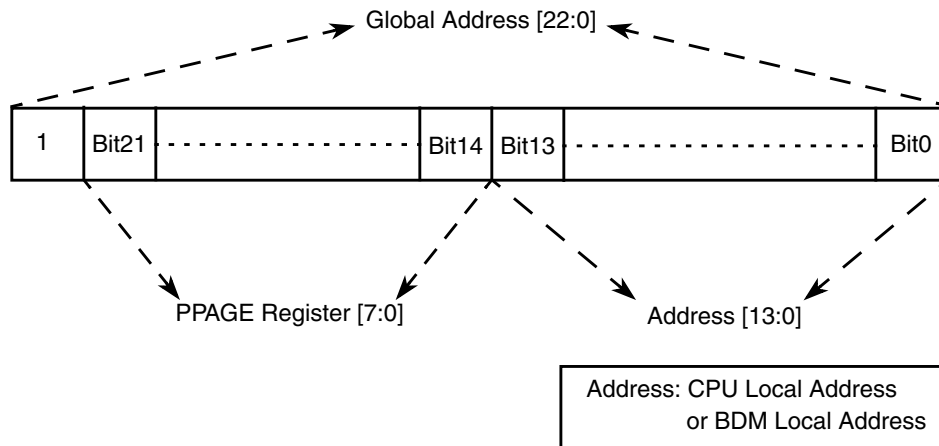 Global Address [22:0]
1 Bit21 Bit14 Bit13 Bit0
PPAGE Register [7:0]
Address [13:0]
Address: CPU Local Address
or BDM Local Address